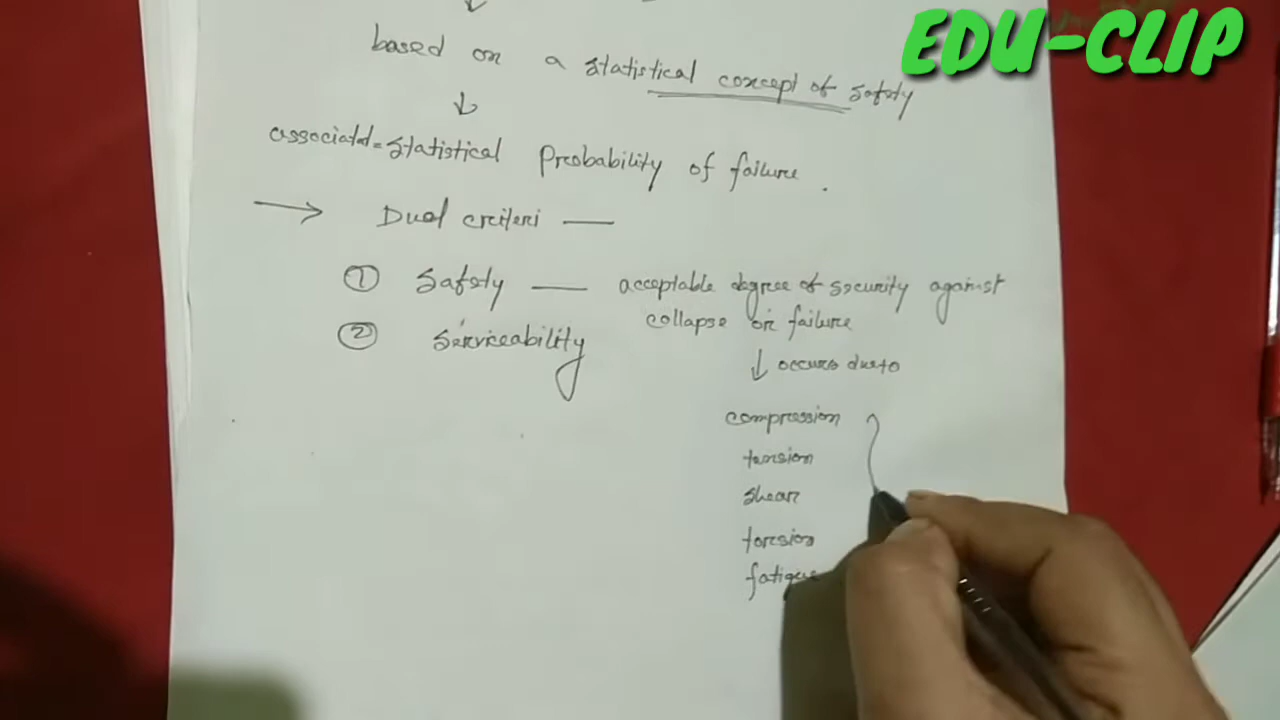 EDU-CLIP
based on a statistical concept of safety
associated = statistical Probability of failure.
Dual criteri —
① Safety — acceptable degree of security against
collapse or failure
② Serviceability
occurs due to
compression
tension
shear
torsion
fatigue